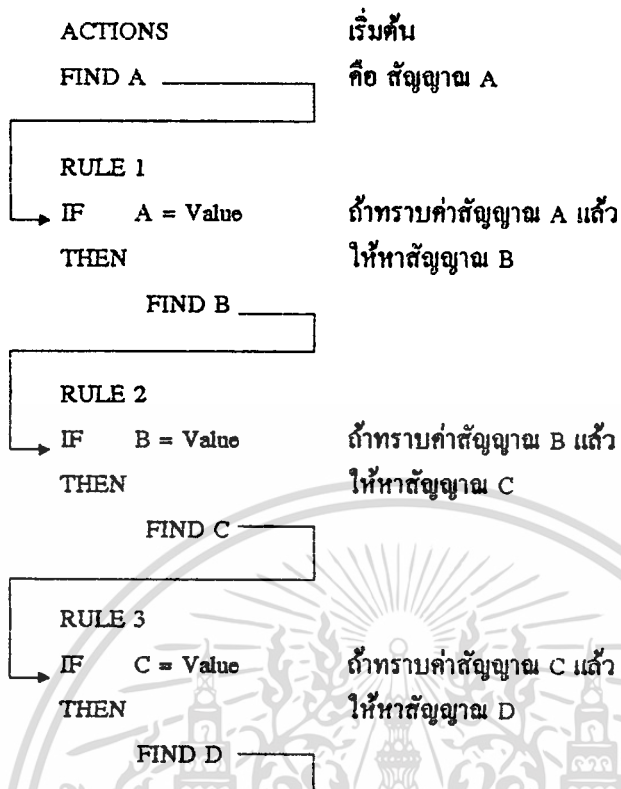 ACTIONS เริ่มต้น
FIND A คือ สัญญาณ A
RULE 1
IF A = Value ถ้าทราบค่าสัญญาณ A แล้ว
THEN ให้หาสัญญาณ B
FIND B
RULE 2
IF B = Value ถ้าทราบค่าสัญญาณ B แล้ว
THEN ให้หาสัญญาณ C
FIND C
RULE 3
IF C = Value ถ้าทราบค่าสัญญาณ C แล้ว
THEN ให้หาสัญญาณ D
FIND D